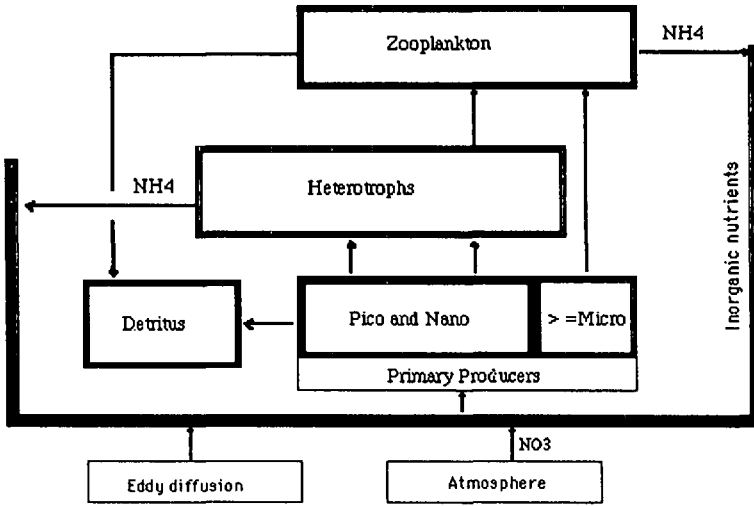 Zooplankton
NH4
NH4
Heterotrophs
Inorganic nutrients
Detritus
Pico and Nano
> =Micro
Primary Producers
NO3
Eddy diffusion
Atmosphere